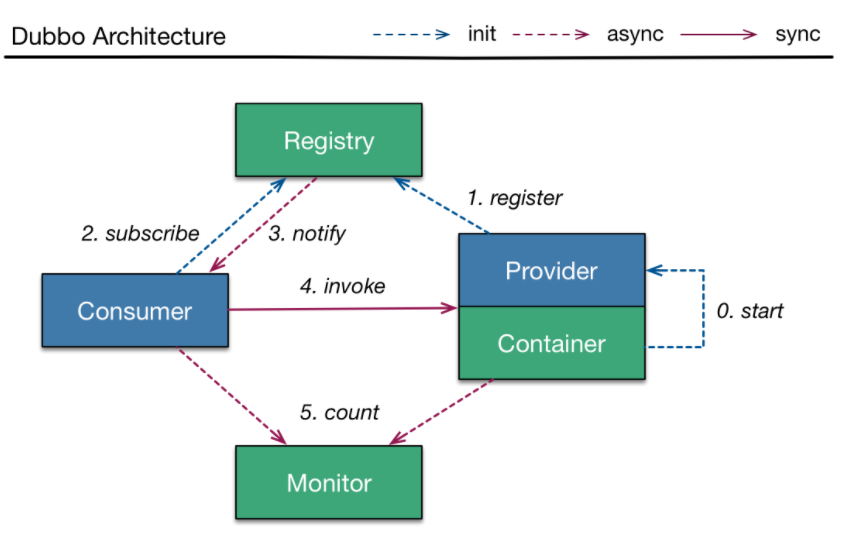 Dubbo Architecture
init
async
sync
Registry
1. register
2. subscribe
3. notify
Provider
4. invoke
Consumer
0. start
Container
5. count
Monitor